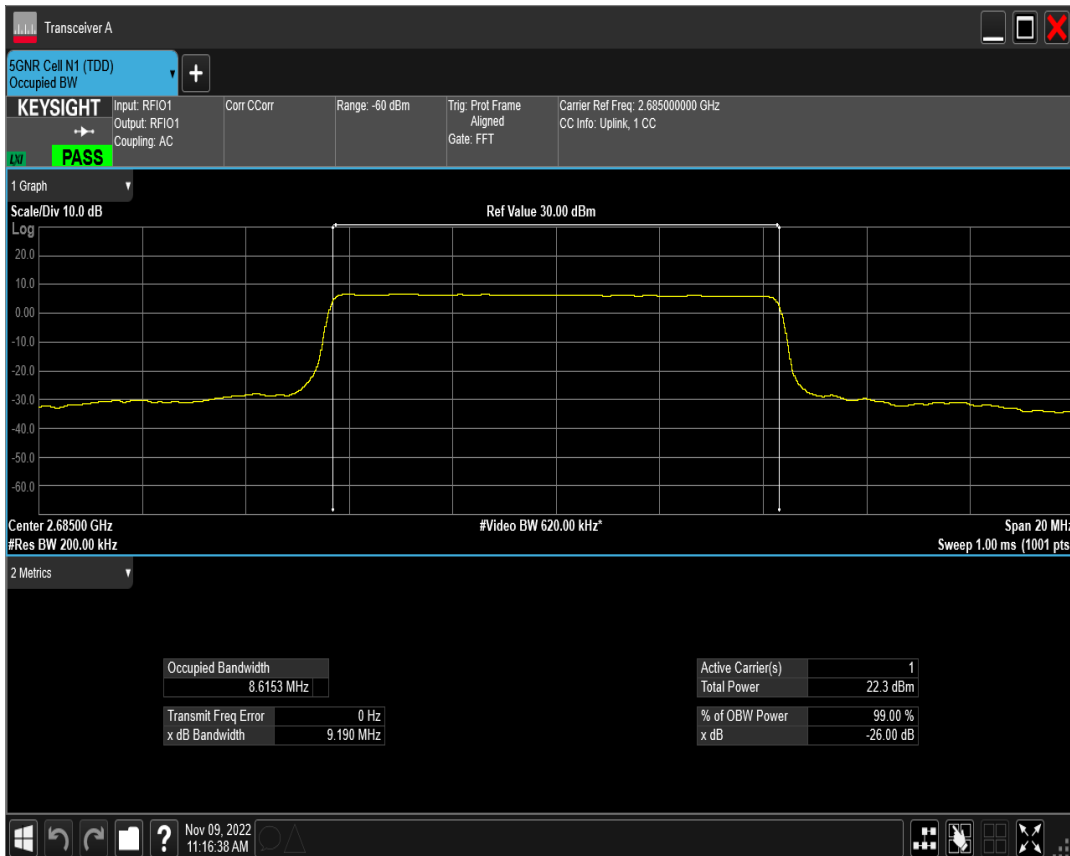 Transceiver A
5GNR Cell N1 (TDD)
Occupied BW
+
KEYSIGHT
LXI
PASS
Input: RFIO1
Output: RFIO1
Coupling: AC
Corr CCorr
Range: -60 dBm
Trig: Prot Frame
Aligned
Gate: FFT
Carrier Ref Freq: 2.685000000 GHz
CC Info: Uplink, 1 CC
1 Graph
Scale/Div 10.0 dB
Ref Value 30.00 dBm
Log
20.0
10.0
0.00
-10.0
-20.0
-30.0
-40.0
-50.0
-60.0
Center 2.68500 GHz
#Video BW 620.00 kHz*
Span 20 MHz
#Res BW 200.00 kHz
Sweep 1.00 ms (1001 pts
2 Metrics
Occupied Bandwidth
8.6153 MHz
Transmit Freq Error 0 Hz
x dB Bandwidth 9.190 MHz
Active Carrier(s) 1
Total Power 22.3 dBm
% of OBW Power 99.00 %
x dB -26.00 dB
?
Nov 09, 2022
11:16:38 AM